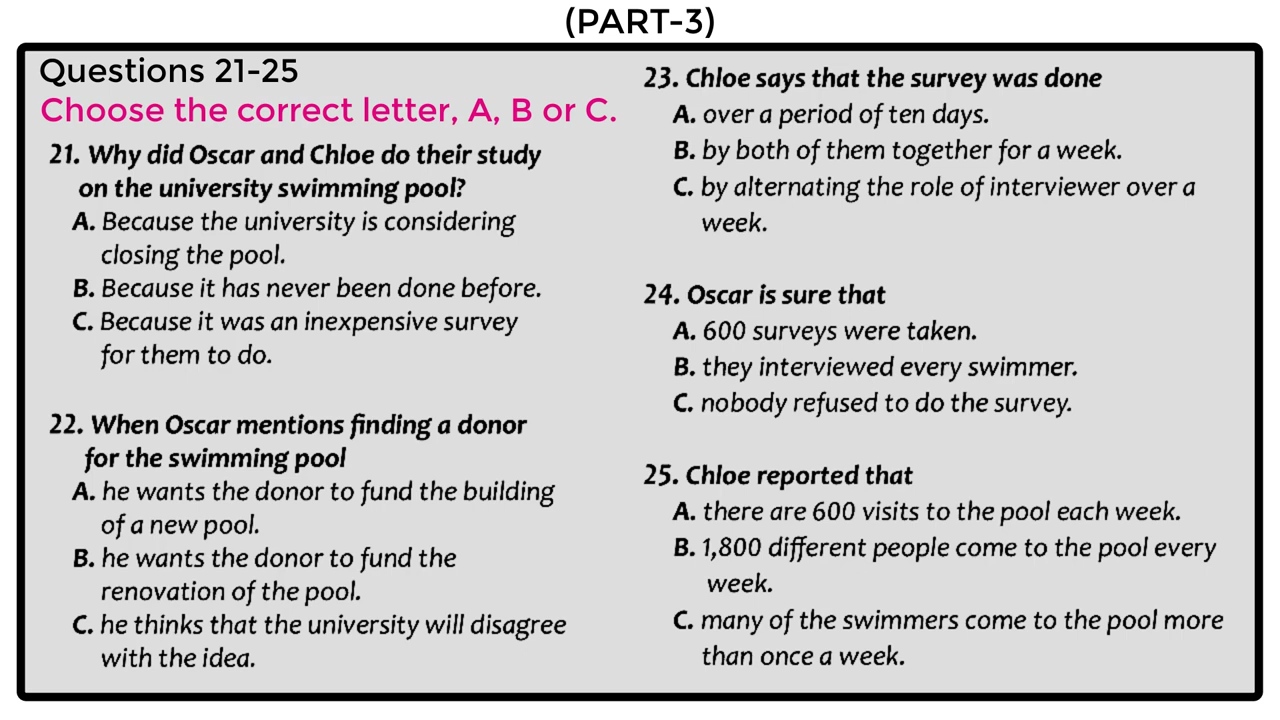 (PART-3)
Questions 21-25
Choose the correct letter, A, B or C.
21. Why did Oscar and Chloe do their study
on the university swimming pool?
A. Because the university is considering
closing the pool.
B. Because it has never been done before.
C. Because it was an inexpensive survey
for them to do.
22. When Oscar mentions finding a donor
for the swimming pool
A. he wants the donor to fund the building
of a new pool.
B. he wants the donor to fund the
renovation of the pool.
C. he thinks that the university will disagree
with the idea.
23. Chloe says that the survey was done
A. over a period of ten days.
B. by both of them together for a week.
C. by alternating the role of interviewer over a
week.
24. Oscar is sure that
A. 600 surveys were taken.
B. they interviewed every swimmer.
C. nobody refused to do the survey.
25. Chloe reported that
A. there are 600 visits to the pool each week.
B. 1,800 different people come to the pool every
week.
C. many of the swimmers come to the pool more
than once a week.